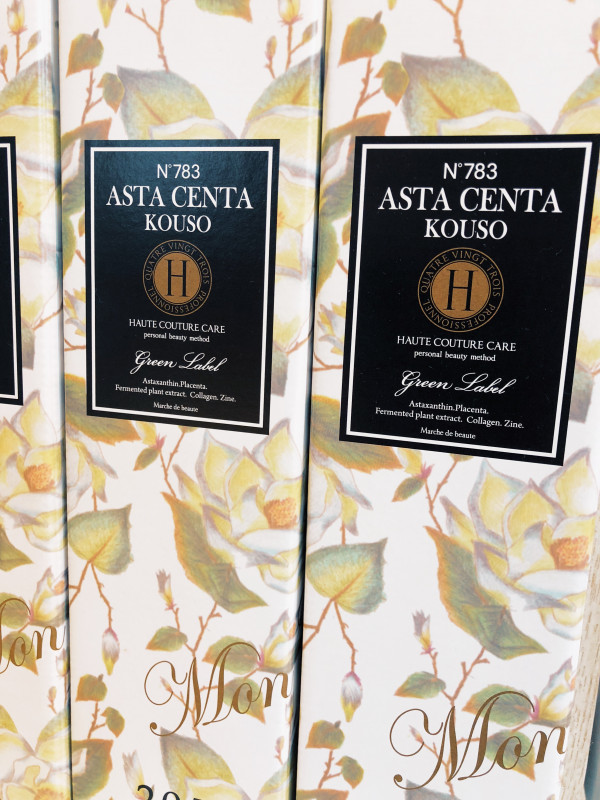 N°783
ASTA CENTA
KOUSO
QUATRE VINGT TROIS
H
PROFESSIONNEL
HAUTE COUTURE CARE
personal beauty method
Green Label
Astaxanthin.Placenta.
Fermented plant extract. Collagen. Zine.
Marche de beaute
Mon
N°783
ASTA CENTA
KOUSO
QUATRE VINGT TROIS
H
PROFESSIONNEL
HAUTE COUTURE CARE
personal beauty method
Green Label
Astaxanthin.Placenta.
Fermented plant extract. Collagen. Zine.
Marche de beaute
Mon